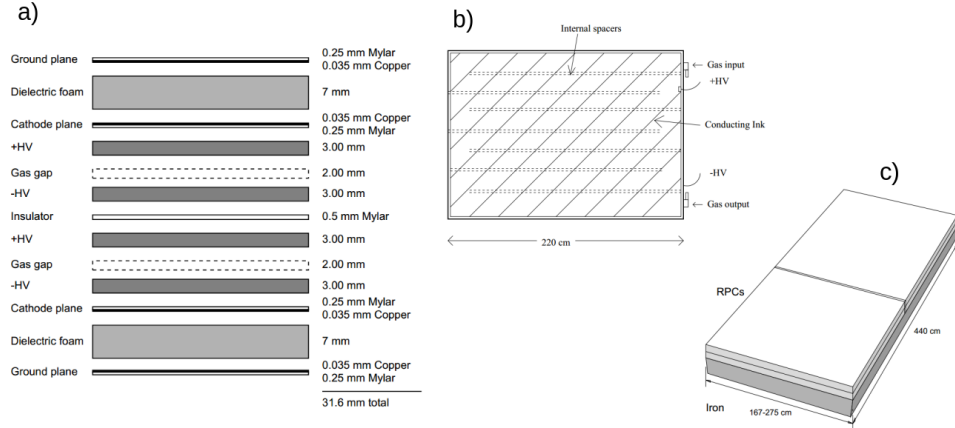 a)
Ground plane
0.25 mm Mylar
0.035 mm Copper
Dielectric foam
7 mm
Cathode plane
0.035 mm Copper
0.25 mm Mylar
+HV
3.00 mm
Gas gap
2.00 mm
-HV
3.00 mm
Insulator
0.5 mm Mylar
+HV
3.00 mm
Gas gap
2.00 mm
-HV
3.00 mm
Cathode plane
0.25 mm Mylar
0.035 mm Copper
Dielectric foam
7 mm
Ground plane
0.035 mm Copper
0.25 mm Mylar
31.6 mm total
b)
Internal spacers
Gas input
+HV
Conducting Ink
-HV
Gas output
220 cm
c)
RPCs
440 cm
Iron
167-275 cm